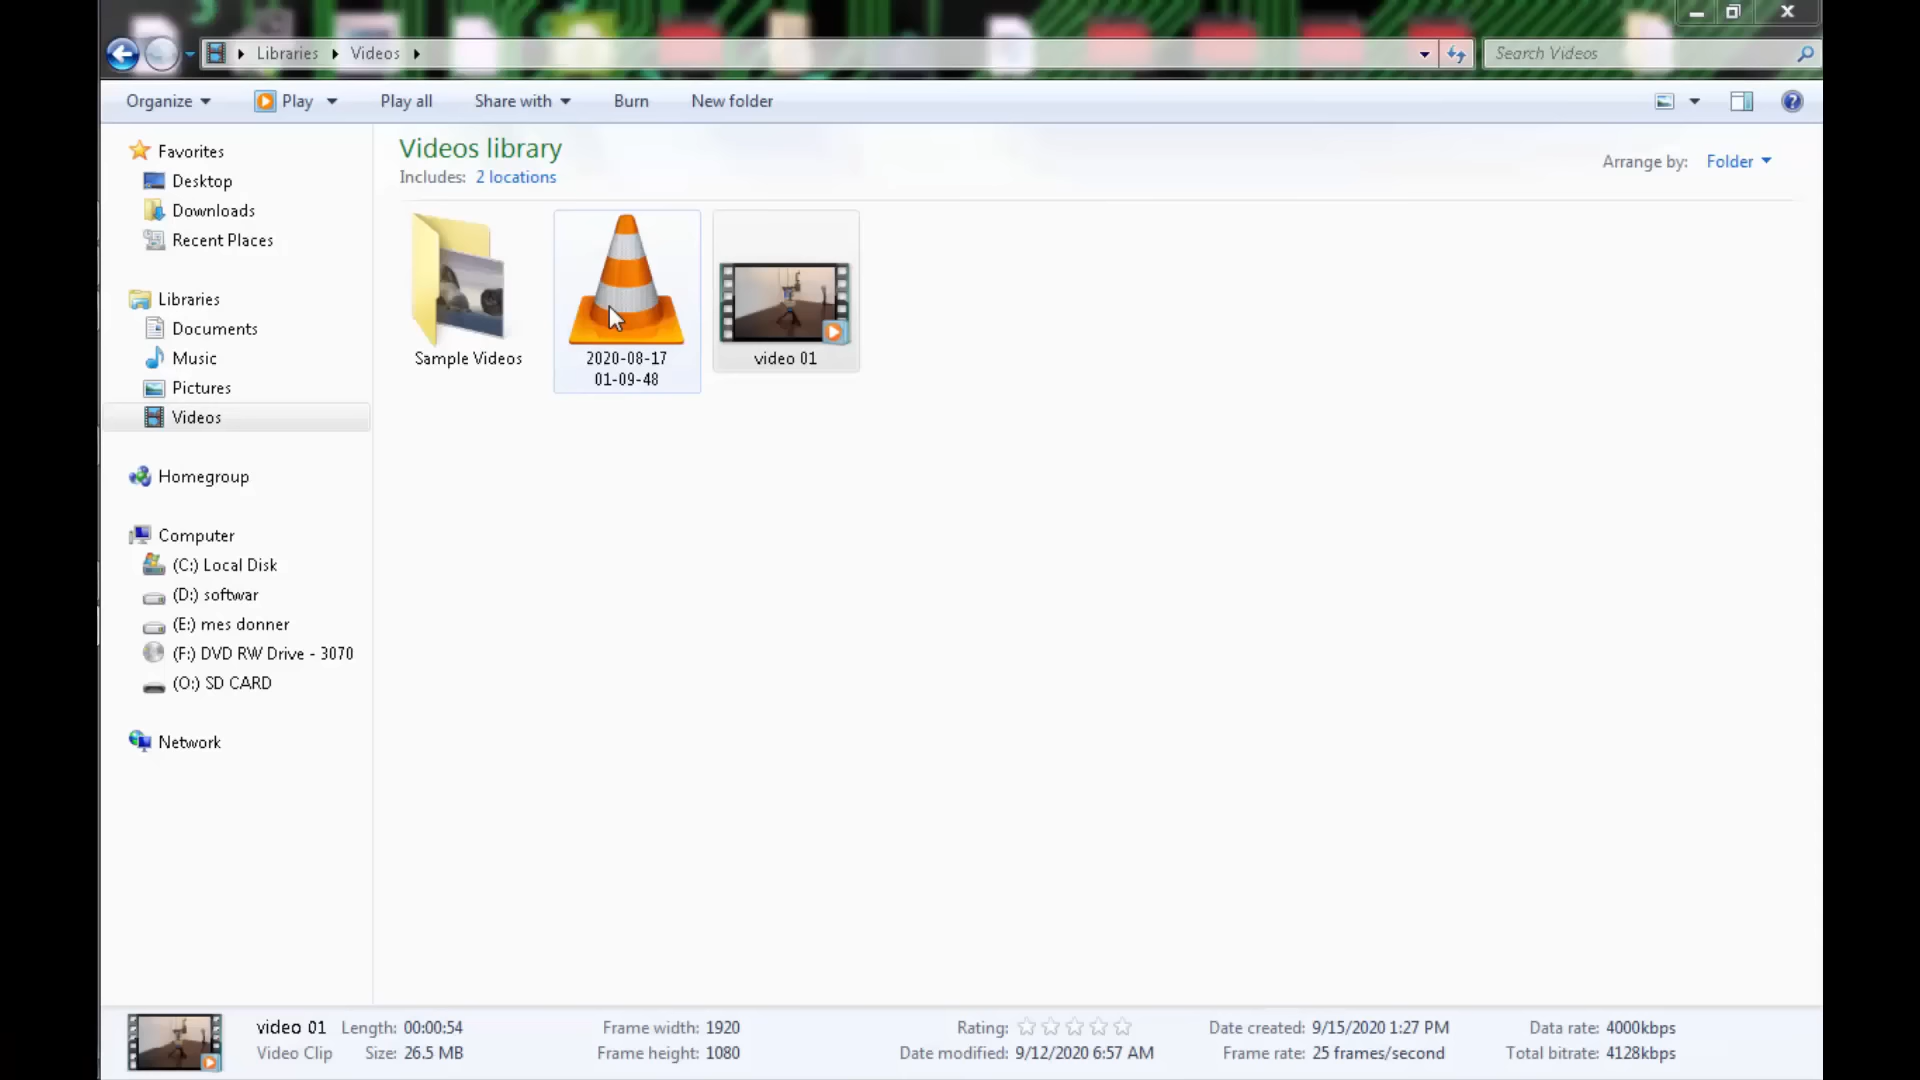 Libraries Videos
Search Videos
Organize Play Play all Share with Burn New folder
Favorites
Desktop
Downloads
Recent Places
Libraries
Documents
Music
Pictures
Videos
Homegroup
Computer
(C:) Local Disk
(D:) softwar
(E:) mes donner
(F:) DVD RW Drive - 3070
(O:) SD CARD
Network
Videos library
Includes: 2 locations
Arrange by: Folder
Sample Videos
2020-08-17
01-09-48
video 01
video 01 Length: 00:00:54 Frame width: 1920 Rating: Date created: 9/15/2020 1:27 PM Data rate: 4000kbps
Video Clip Size: 26.5 MB Frame height: 1080 Date modified: 9/12/2020 6:57 AM Frame rate: 25 frames/second Total bitrate: 4128kbps